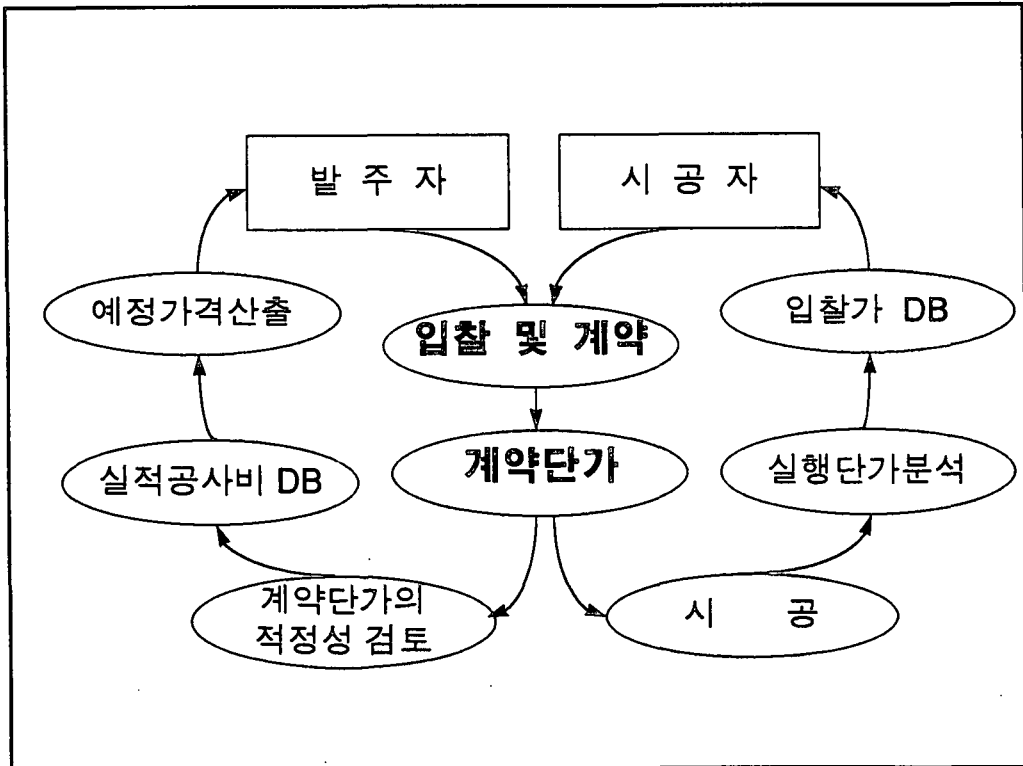 발 주 자
시 공 자
예정가격산출
입찰 및 계약
입찰가 DB
실적공사비 DB
계약단가
실행단가분석
계약단가의
적정성 검토
시 공